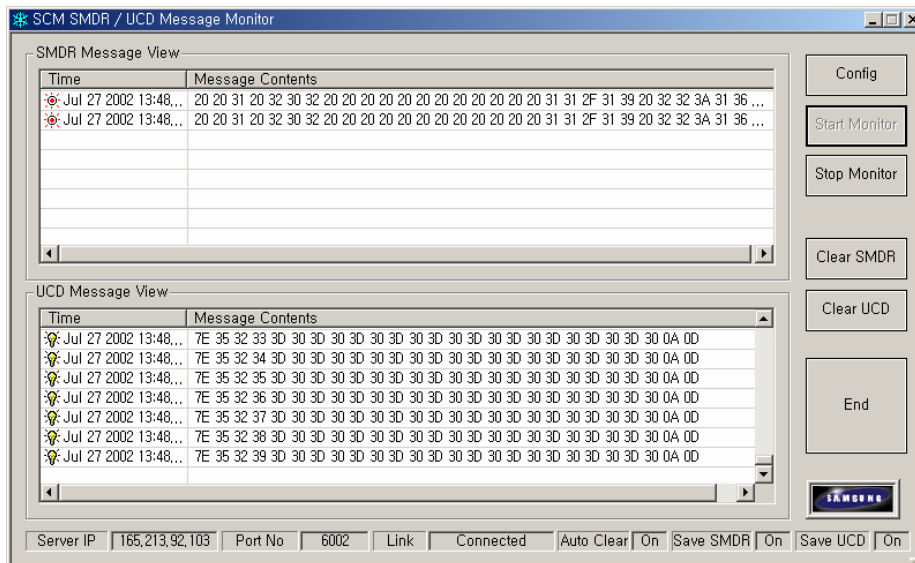 SCM SMDR / UCD Message Monitor
SMDR Message View
Time Message Contents
Jul 27 2002 13:48,... 20 20 31 20 32 30 32 20 20 20 20 20 20 20 20 20 20 20 20 31 31 2F 31 39 20 32 32 3A 31 36 ...
Jul 27 2002 13:48,... 20 20 31 20 32 30 32 20 20 20 20 20 20 20 20 20 20 20 20 31 31 2F 31 39 20 32 32 3A 31 36 ...
Config
Start Monitor
Stop Monitor
Clear SMDR
UCD Message View
Time Message Contents
Jul 27 2002 13:48,... 7E 35 32 33 3D 30 3D 30 3D 30 3D 30 3D 30 3D 30 3D 30 3D 30 3D 30 3D 30 0A 0D
Jul 27 2002 13:48,... 7E 35 32 34 3D 30 3D 30 3D 30 3D 30 3D 30 3D 30 3D 30 3D 30 3D 30 3D 30 0A 0D
Jul 27 2002 13:48,... 7E 35 32 35 3D 30 3D 30 3D 30 3D 30 3D 30 3D 30 3D 30 3D 30 3D 30 3D 30 0A 0D
Jul 27 2002 13:48,... 7E 35 32 36 3D 30 3D 30 3D 30 3D 30 3D 30 3D 30 3D 30 3D 30 3D 30 3D 30 0A 0D
Jul 27 2002 13:48,... 7E 35 32 37 3D 30 3D 30 3D 30 3D 30 3D 30 3D 30 3D 30 3D 30 3D 30 3D 30 0A 0D
Jul 27 2002 13:48,... 7E 35 32 38 3D 30 3D 30 3D 30 3D 30 3D 30 3D 30 3D 30 3D 30 3D 30 3D 30 0A 0D
Jul 27 2002 13:48,... 7E 35 32 39 3D 30 3D 30 3D 30 3D 30 3D 30 3D 30 3D 30 3D 30 3D 30 3D 30 0A 0D
Clear UCD
End
SAMSUNG
Server IP 165,213,92,103 Port No 6002 Link Connected Auto Clear On Save SMDR On Save UCD On